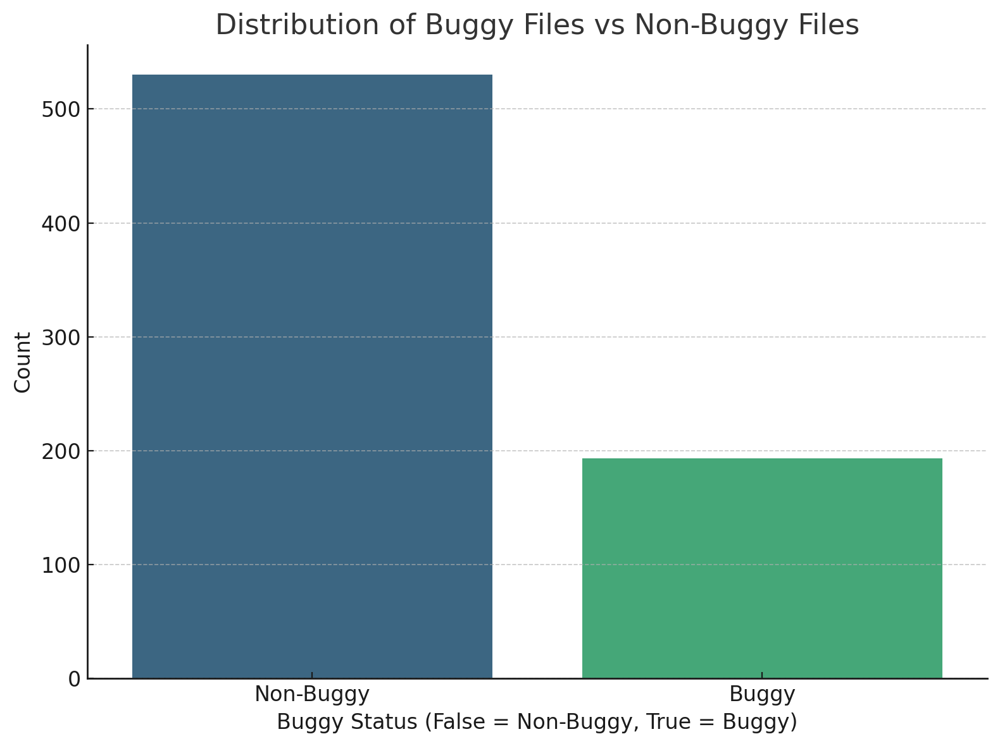 Distribution of Buggy Files vs Non-Buggy Files
500
400
300
200
100
0
Count
Non-Buggy
Buggy
Buggy Status (False = Non-Buggy, True = Buggy)